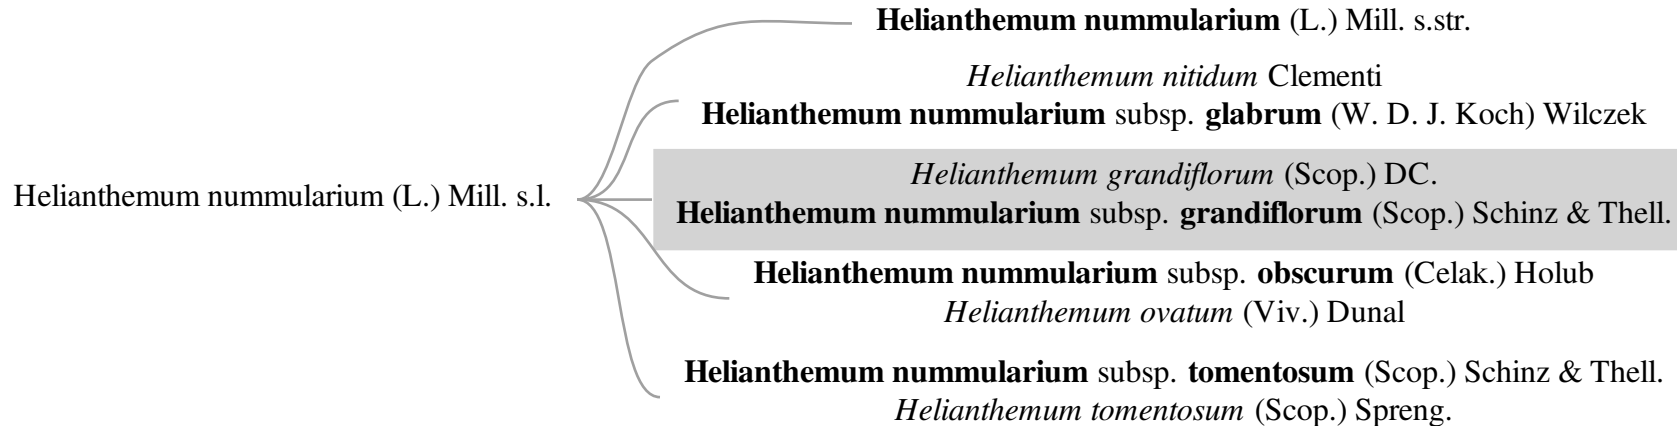 Helianthemum nummularium (L.) Mill. s.l.
Helianthemum nummularium (L.) Mill. s.str.
Helianthemum nitidum Clementi
Helianthemum nummularium subsp. glabrum (W. D. J. Koch) Wilczek
Helianthemum grandiflorum (Scop.) DC.
Helianthemum nummularium subsp. grandiflorum (Scop.) Schinz & Thell.
Helianthemum nummularium subsp. obscurum (Celak.) Holub
Helianthemum ovatum (Viv.) Dunal
Helianthemum nummularium subsp. tomentosum (Scop.) Schinz & Thell.
Helianthemum tomentosum (Scop.) Spreng.